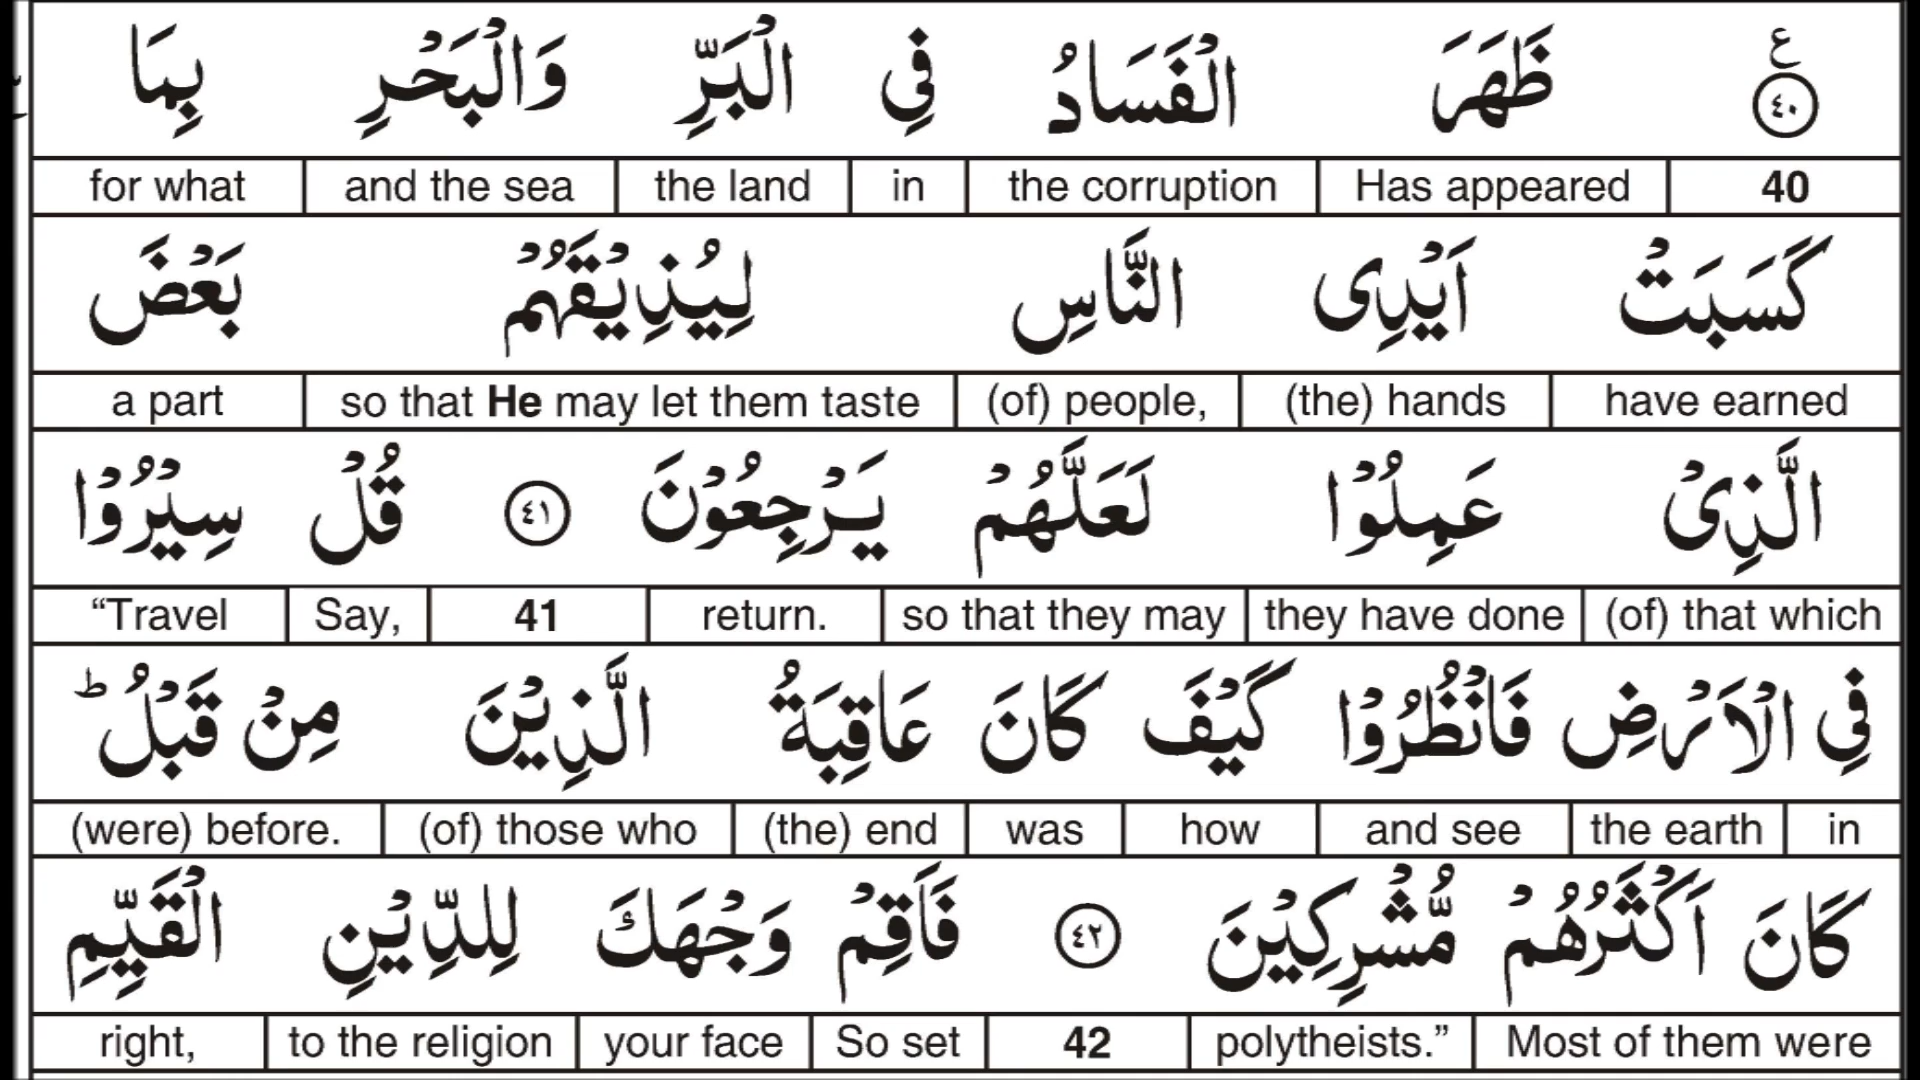 ع ٤٠ ظَهَرَ الْفَسَادُ فِي الْبَرِّ وَالْبَحْرِ بِمَا
for what and the sea the land in the corruption Has appeared 40
كَسَبَتْ اَيْدِى النَّاسِ لِيُذِيْقَهُمْ بَعْضَ
a part so that He may let them taste (of) people, (the) hands have earned
الَّذِىْ عَمِلُوْا لَعَلَّهُمْ يَرْجِعُوْنَ ٤١ قُلْ سِيْرُوْا
“Travel Say, 41 return. so that they may they have done (of) that which
فِي الْاَرْضِ فَانْظُرُوْا كَيْفَ كَانَ عَاقِبَةُ الَّذِيْنَ مِنْ قَبْلُ ؕ
(were) before. (of) those who (the) end was how and see the earth in
كَانَ اَكْثَرُهُمْ مُّشْرِكِيْنَ ٤٢ فَاَقِمْ وَجْهَكَ لِلدِّيْنِ الْقَيِّمِ
right, to the religion your face So set 42 polytheists.” Most of them were